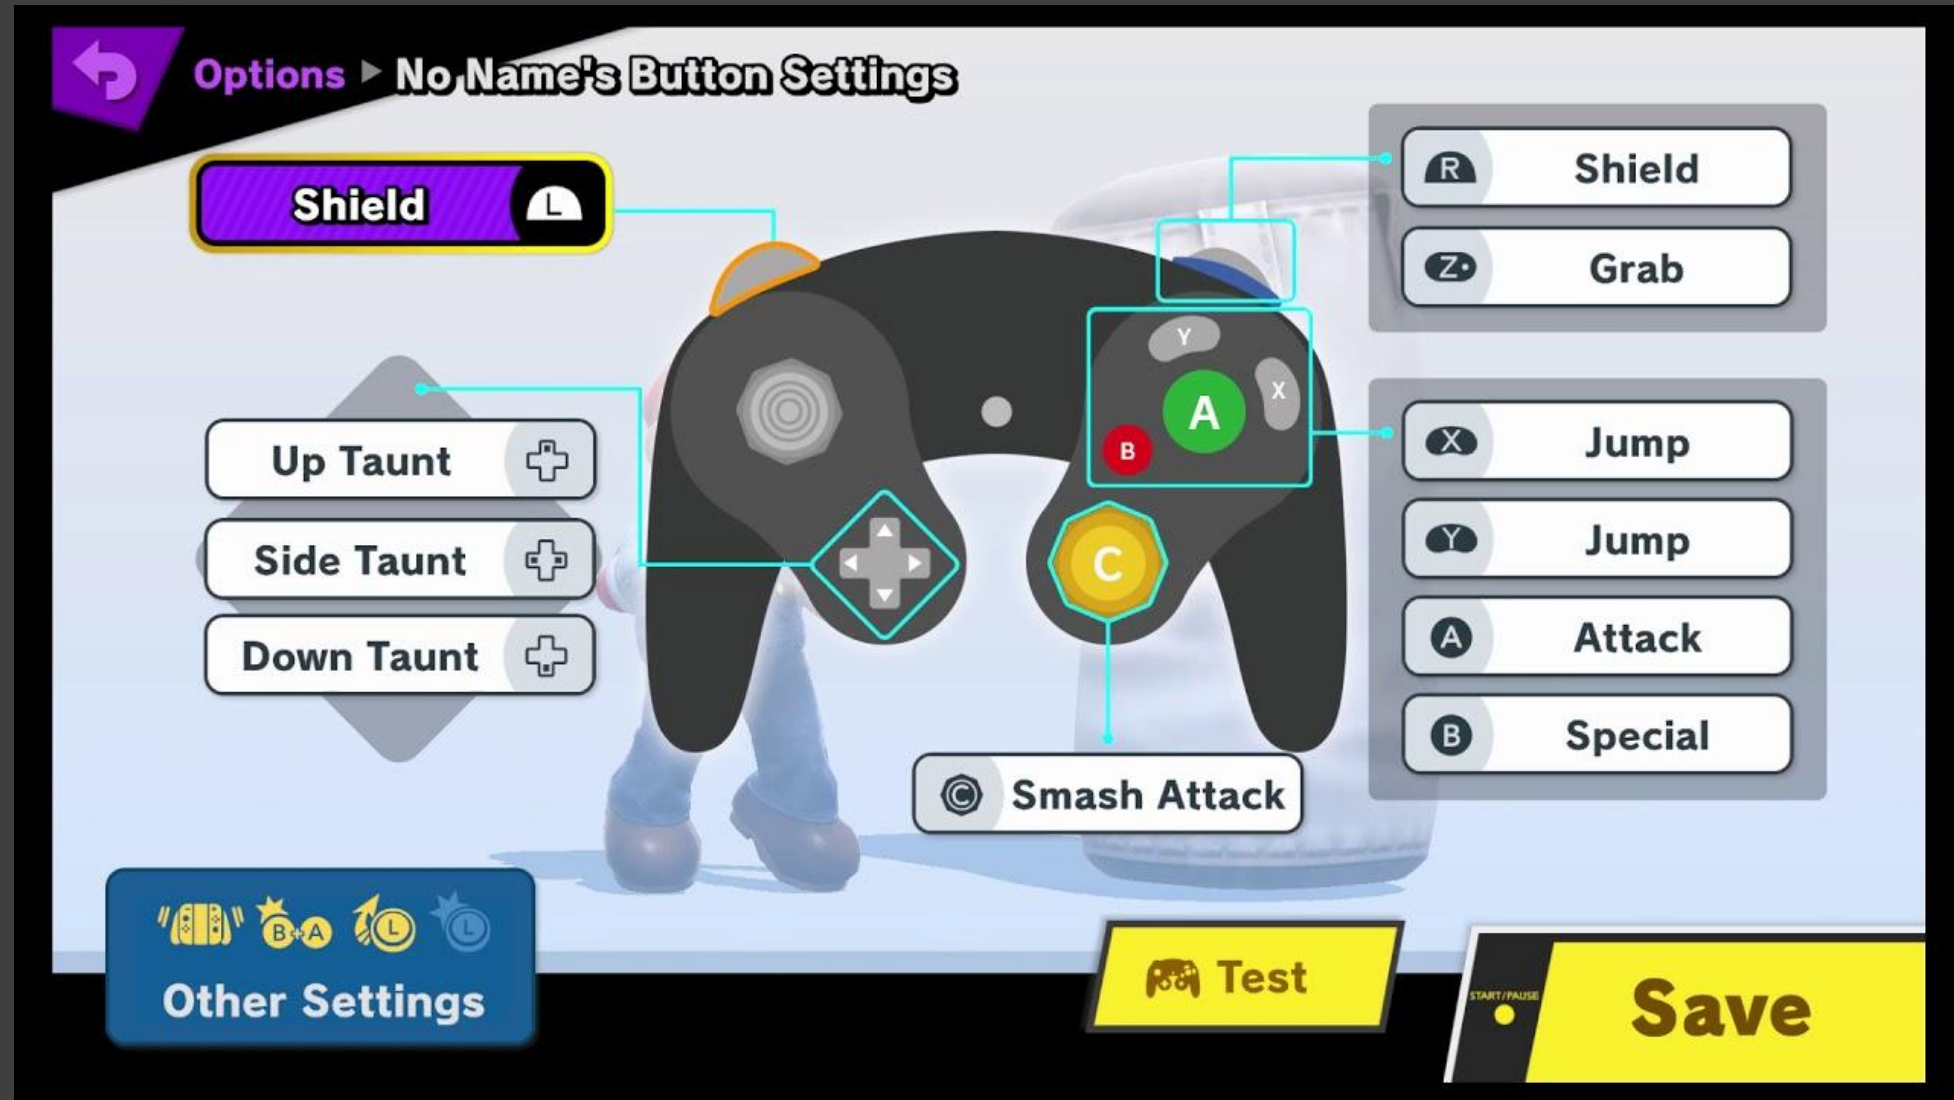 Options ▶ No Name's Button Settings
Shield L
R Shield
Z Grab
Up Taunt
Side Taunt
Down Taunt
Y
X
A
B
C
X Jump
Y Jump
A Attack
B Special
C Smash Attack
B+A L L
Other Settings
Test
START/PAUSE
Save